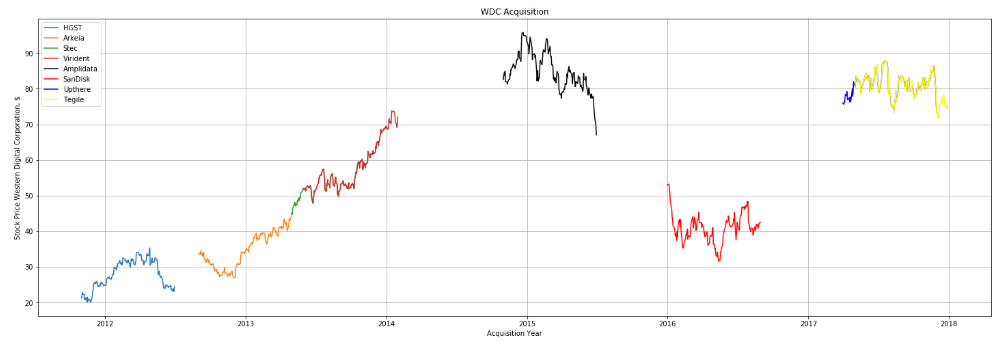 WDC Acquisition
HGST
Arkeia
Stec
Virident
Amplidata
SanDisk
Upthere
Tegile
Stock Price Western Digital Corporation, $
90
80
70
60
50
40
30
20
2012
2013
2014
2015
2016
2017
2018
Acquisition Year